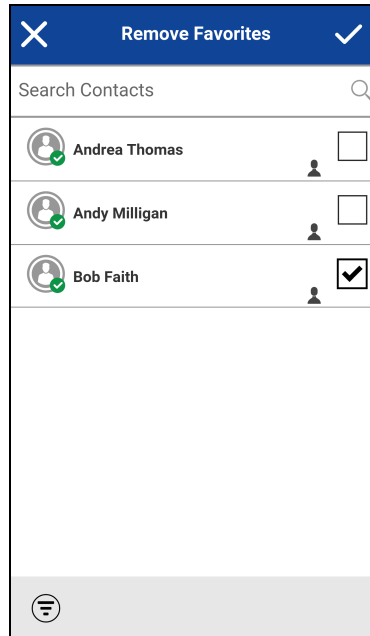 Remove Favorites
Search Contacts
Andrea Thomas
Andy Milligan
Bob Faith